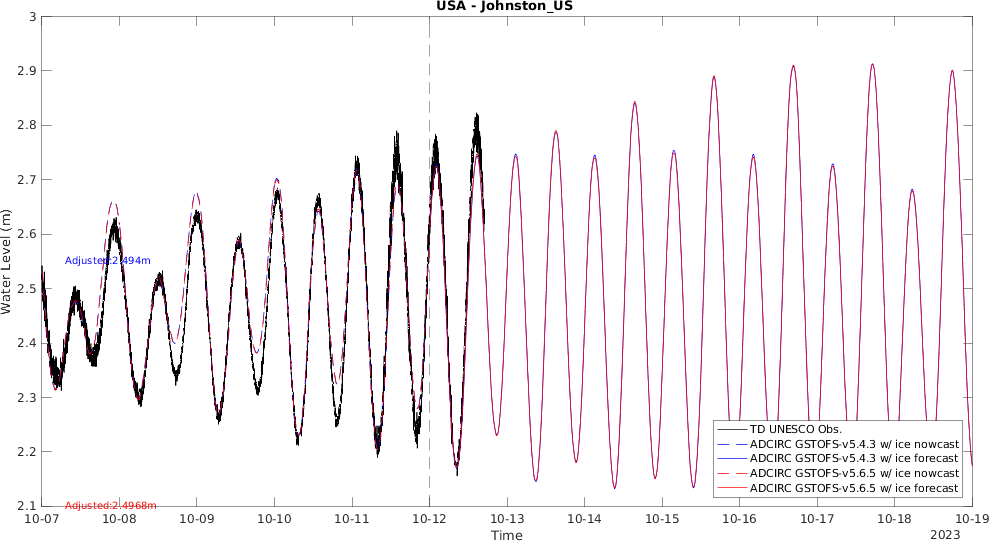 USA - Johnston_US
3
2.9
2.8
2.7
2.6
2.5
2.4
2.3
2.2
2.1
Water Level (m)
Adjusted:2.494m
Adjusted:2.4968m
TD UNESCO Obs.
ADCIRC GSTOFS-v5.4.3 w/ ice nowcast
ADCIRC GSTOFS-v5.4.3 w/ ice forecast
ADCIRC GSTOFS-v5.6.5 w/ ice nowcast
ADCIRC GSTOFS-v5.6.5 w/ ice forecast
10-07 10-08 10-09 10-10 10-11 10-12 10-13 10-14 10-15 10-16 10-17 10-18 10-19
Time
2023